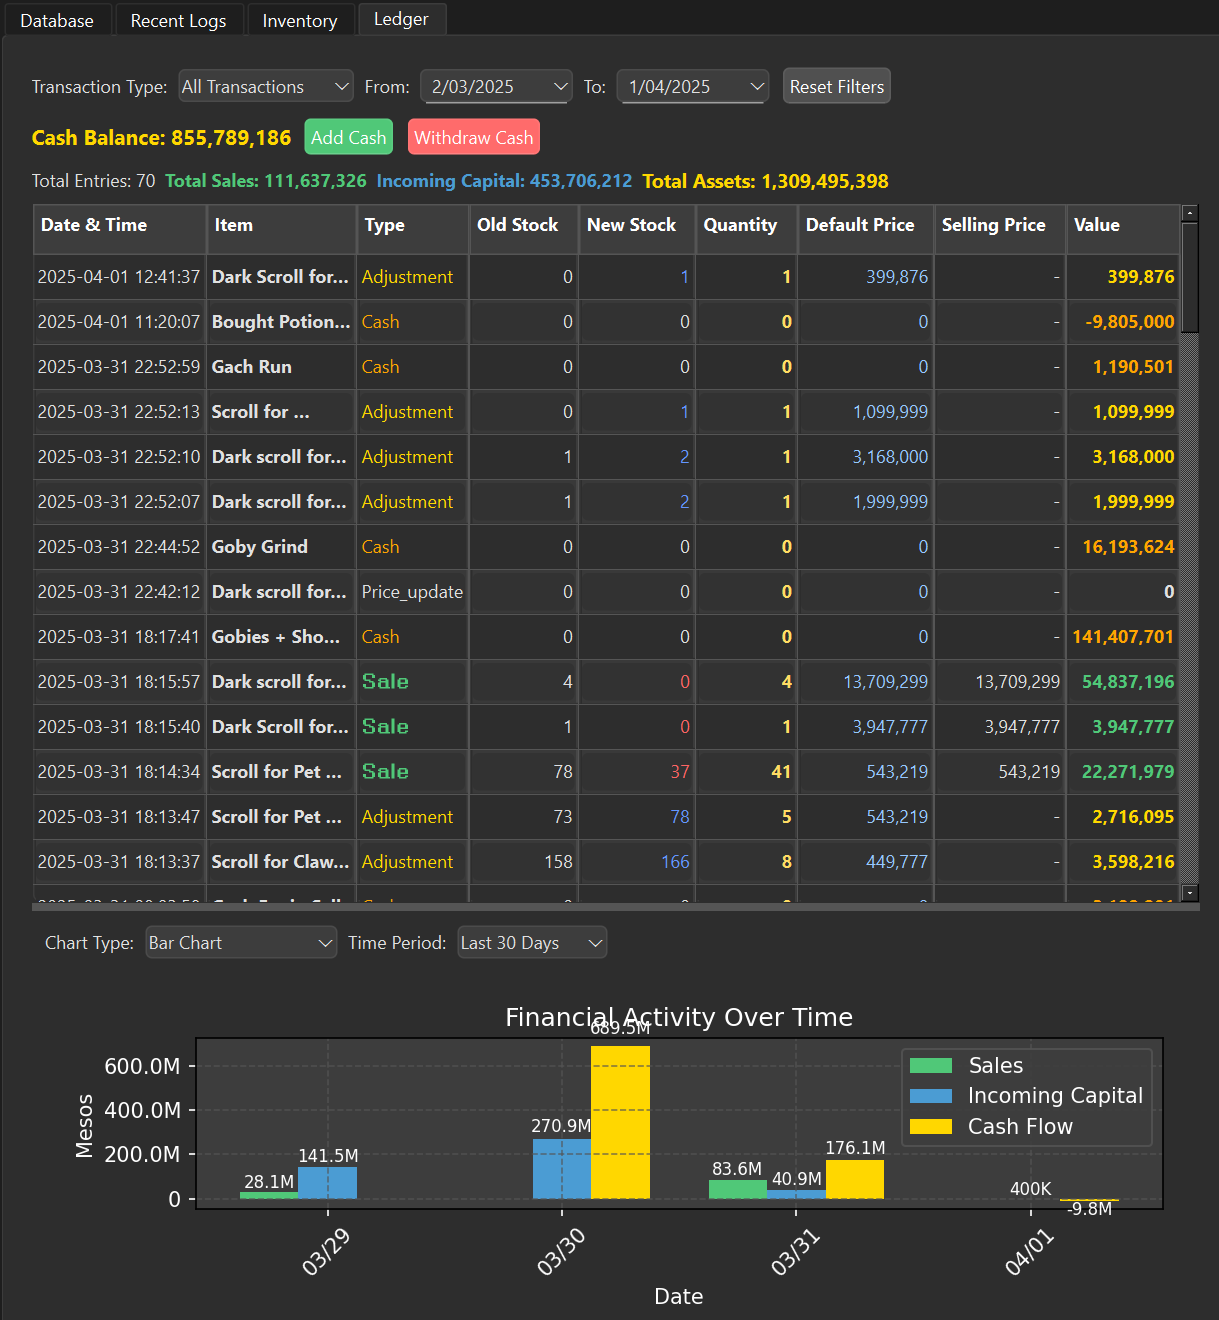 Database Recent Logs Inventory Ledger
Transaction Type: All Transactions From: 2/03/2025 To: 1/04/2025 Reset Filters
Cash Balance: 855,789,186 Add Cash Withdraw Cash
Total Entries: 70 Total Sales: 111,637,326 Incoming Capital: 453,706,212 Total Assets: 1,309,495,398
Date & Time Item Type Old Stock New Stock Quantity Default Price Selling Price Value
2025-04-01 12:41:37 Dark Scroll for... Adjustment 0 1 1 399,876 - 399,876
2025-04-01 11:20:07 Bought Potion... Cash 0 0 0 0 - -9,805,000
2025-03-31 22:52:59 Gach Run Cash 0 0 0 0 - 1,190,501
2025-03-31 22:52:13 Scroll for ... Adjustment 0 1 1 1,099,999 - 1,099,999
2025-03-31 22:52:10 Dark scroll for... Adjustment 1 2 1 3,168,000 - 3,168,000
2025-03-31 22:52:07 Dark scroll for... Adjustment 1 2 1 1,999,999 - 1,999,999
2025-03-31 22:44:52 Goby Grind Cash 0 0 0 0 - 16,193,624
2025-03-31 22:42:12 Dark scroll for... Price_update 0 0 0 0 - 0
2025-03-31 18:17:41 Gobies + Sho... Cash 0 0 0 0 - 141,407,701
2025-03-31 18:15:57 Dark scroll for... Sale 4 0 4 13,709,299 13,709,299 54,837,196
2025-03-31 18:15:40 Dark Scroll for... Sale 1 0 1 3,947,777 3,947,777 3,947,777
2025-03-31 18:14:34 Scroll for Pet ... Sale 78 37 41 543,219 543,219 22,271,979
2025-03-31 18:13:47 Scroll for Pet ... Adjustment 73 78 5 543,219 - 2,716,095
2025-03-31 18:13:37 Scroll for Claw... Adjustment 158 166 8 449,777 - 3,598,216
Chart Type: Bar Chart Time Period: Last 30 Days
Financial Activity Over Time
689.5M
600.0M
400.0M
200.0M
0
Mesos
Sales
Incoming Capital
Cash Flow
28.1M
141.5M
270.9M
83.6M
40.9M
176.1M
400K
-9.8M
03/29 03/30 03/31 04/01
Date